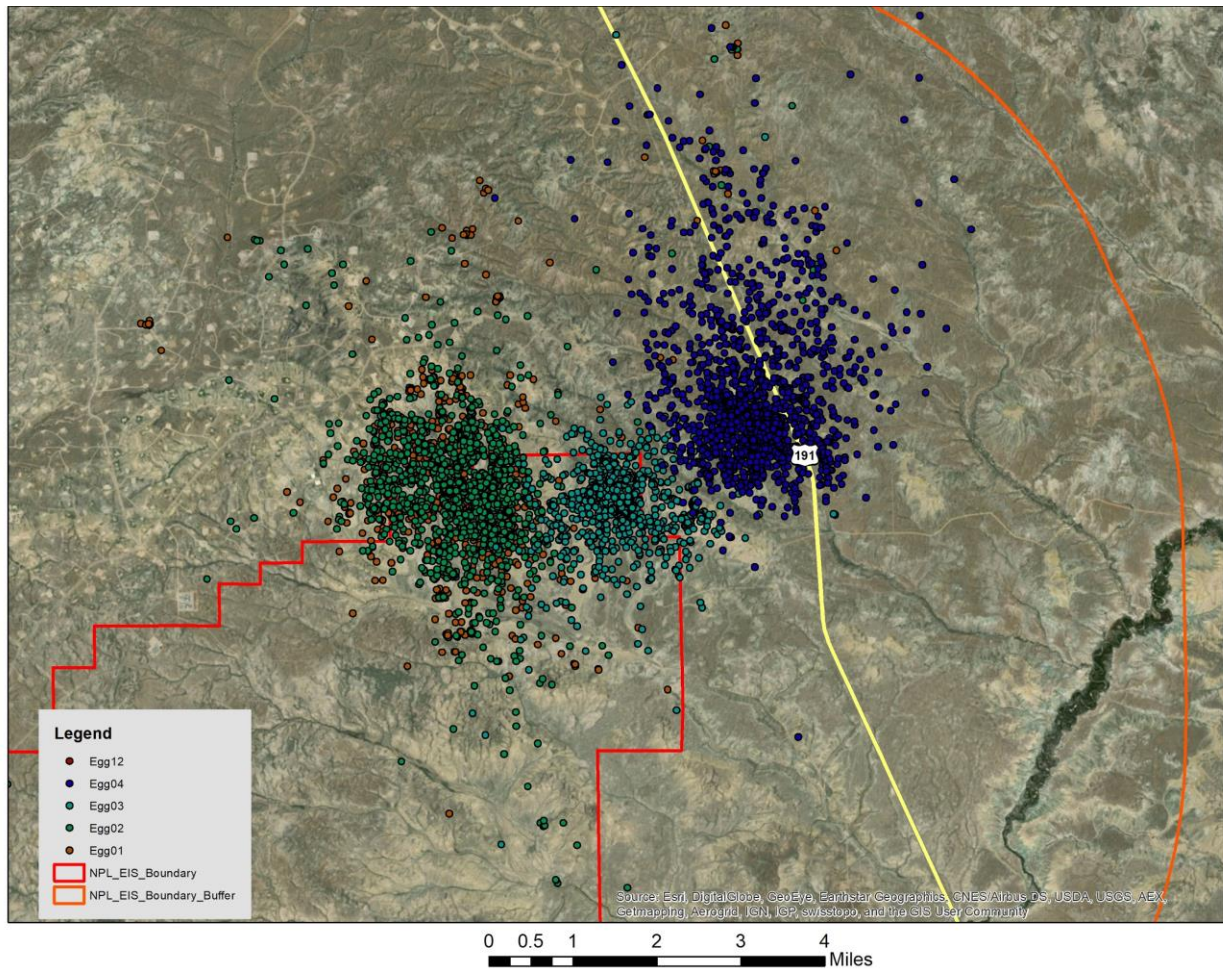 191
Legend
Egg12
Egg04
Egg03
Egg02
Egg01
NPL_EIS_Boundary
NPL_EIS_Boundary_Buffer
Source: Esri, DigitalGlobe, GeoEye, Earthstar Geographics, CNES/Airbus DS, USDA, USGS, AEX,
Getmapping, Aerogrid, IGN, IGP, swisstopo, and the GIS User Community
0 0.5 1 2 3 4
Miles